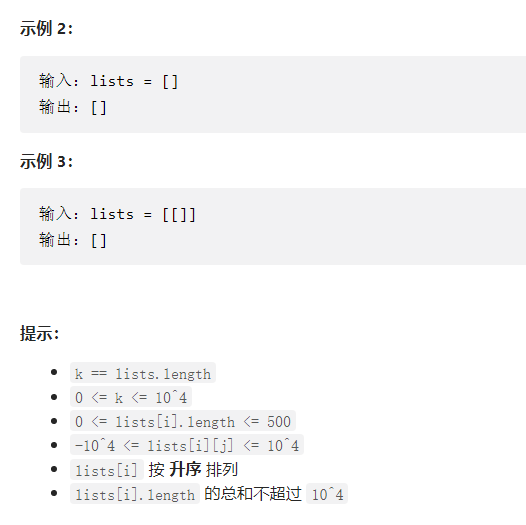 示例 2：
输入：lists = []
输出：[]
示例 3：
输入：lists = [[]]
输出：[]
提示：
k == lists.length
0 <= k <= 10^4
0 <= lists[i].length <= 500
-10^4 <= lists[i][j] <= 10^4
lists[i] 按 升序 排列
lists[i].length 的总和不超过 10^4